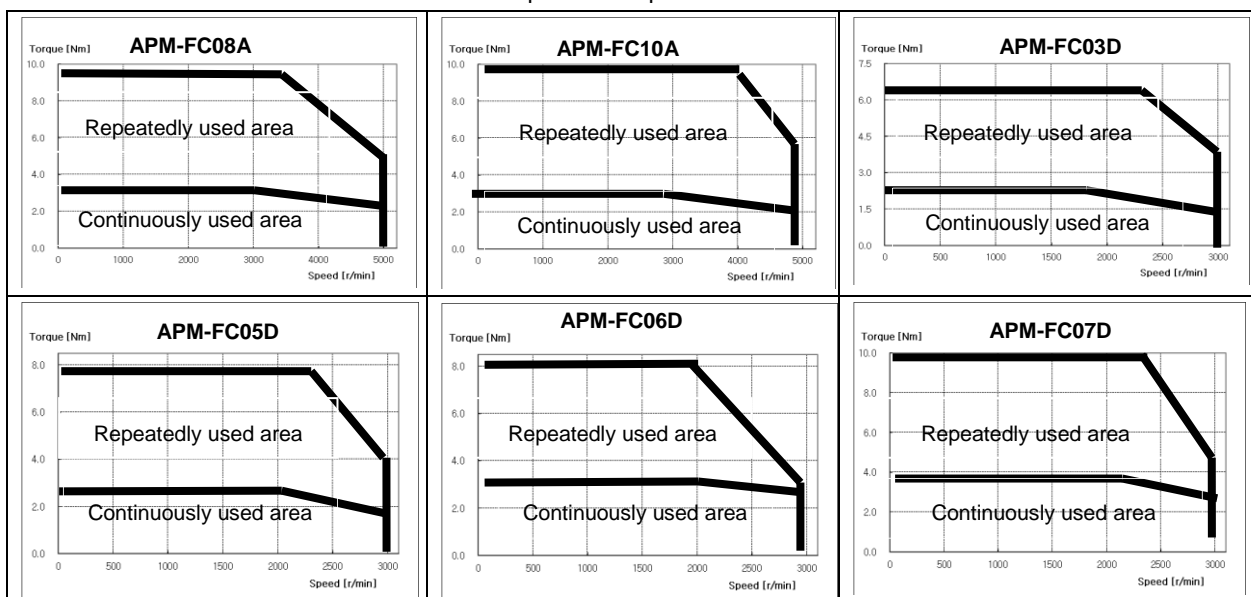 APM-FC08A
Torque [Nm]
10.0
8.0
6.0
4.0
2.0
0.0
Repeatedly used area
Continuously used area
0 1000 2000 3000 4000 5000
Speed [r/min]
APM-FC10A
Torque [Nm]
10.0
8.0
6.0
4.0
2.0
0.0
Repeatedly used area
Continuously used area
0 1000 2000 3000 4000 5000
Speed [r/min]
APM-FC03D
Torque [Nm]
7.5
6.0
4.5
3.0
1.5
0.0
Repeatedly used area
Continuously used area
0 500 1000 1500 2000 2500 3000
Speed [r/min]
APM-FC05D
Torque [Nm]
8.0
6.0
4.0
2.0
0.0
Repeatedly used area
Continuously used area
0 500 1000 1500 2000 2500 3000
Speed [r/min]
APM-FC06D
Torque [Nm]
8.0
6.0
4.0
2.0
0.0
Repeatedly used area
Continuously used area
0 500 1000 1500 2000 2500 3000
Speed [r/min]
APM-FC07D
Torque [Nm]
10.0
8.0
6.0
4.0
2.0
0.0
Repeatedly used area
Continuously used area
0 500 1000 1500 2000 2500 3000
Speed [r/min]